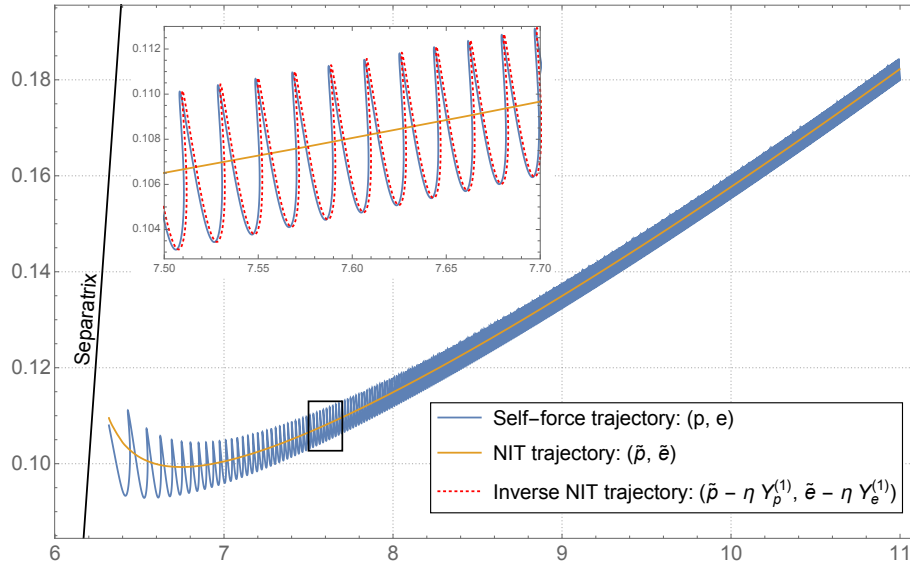 0.18
0.16
0.14
0.12
0.10
0.112
0.110
0.108
0.106
0.104
7.50 7.55 7.60 7.65 7.70
Separatrix
Self-force trajectory: (p, e)
NIT trajectory: (p̃, ẽ)
Inverse NIT trajectory: (p̃ − η Y_p^(1), ẽ − η Y_e^(1))
6 7 8 9 10 11